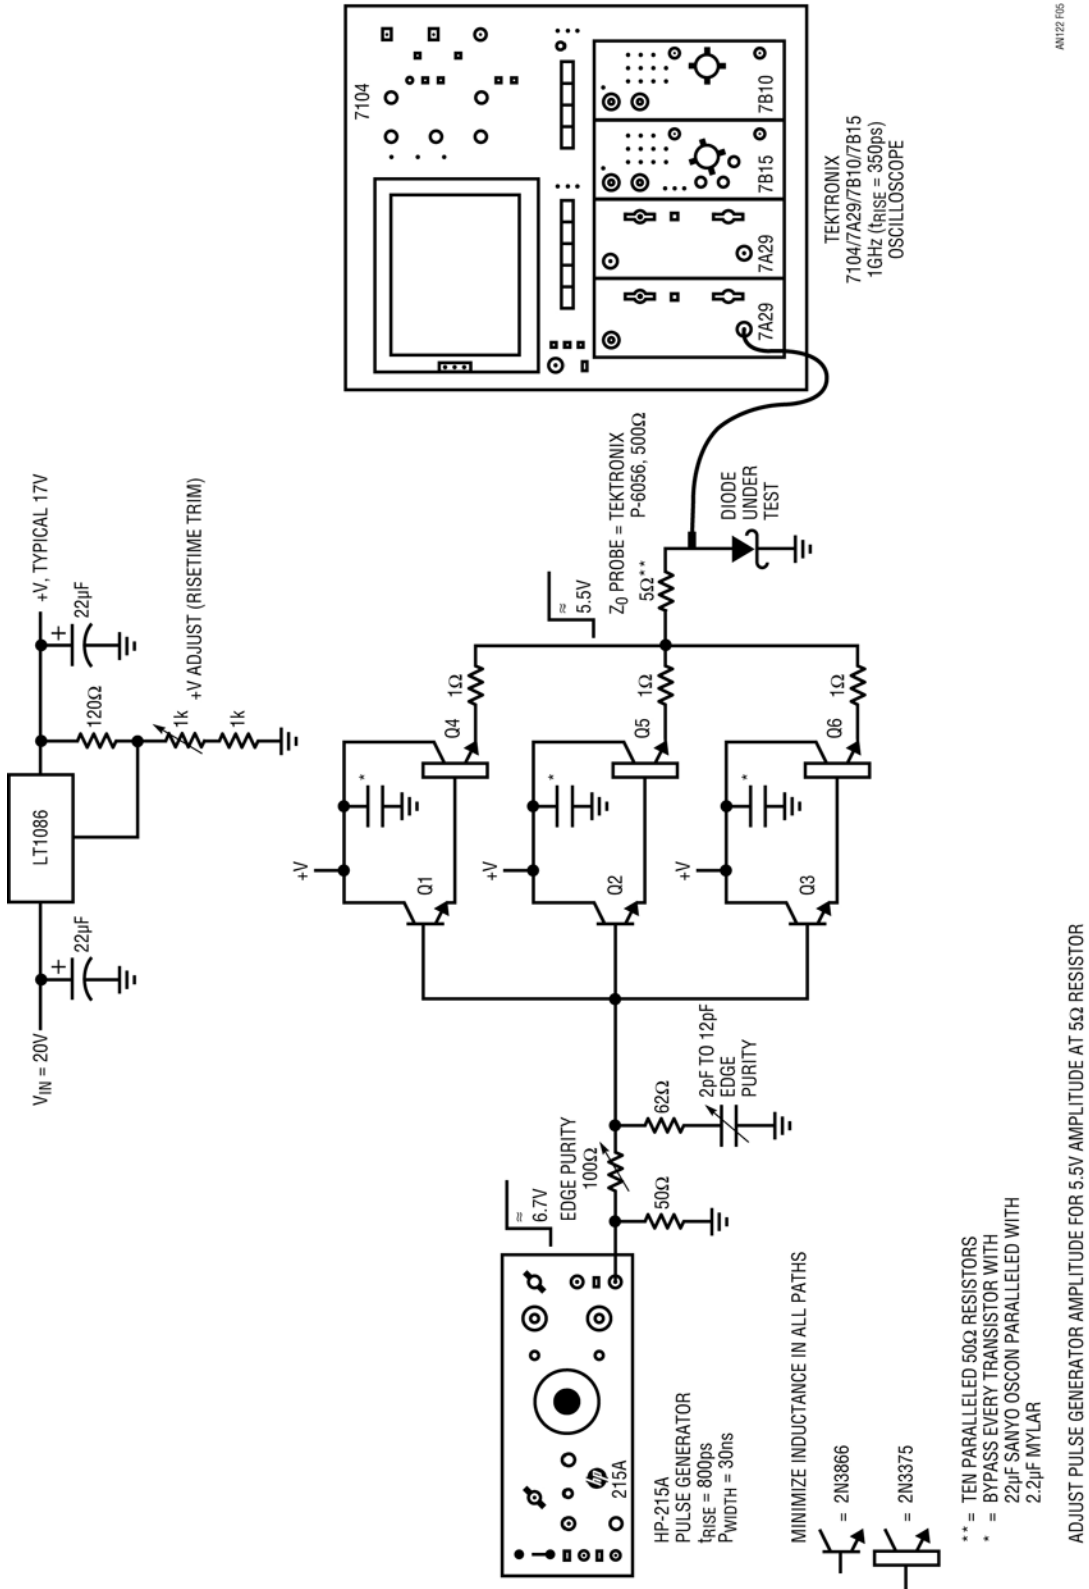 V_IN = 20V
22µF
+
LT1086
120Ω
+
22µF
+V, TYPICAL 17V
1k
+V ADJUST (RISETIME TRIM)
1k
≈
6.7V
EDGE PURITY
100Ω
50Ω
62Ω
2pF TO 12pF
EDGE
PURITY
+V
Q1
*
Q4
1Ω
+V
Q2
*
Q5
1Ω
+V
Q3
*
Q6
1Ω
≈
5.5V
Z0 PROBE = TEKTRONIX
P-6056, 500Ω
5Ω**
DIODE
UNDER
TEST
7104
7A29
7A29
7B15
7B10
TEKTRONIX
7104/7A29/7B10/7B15
1GHz (tRISE = 350ps)
OSCILLOSCOPE
hp
215A
HP-215A
PULSE GENERATOR
tRISE = 800ps
PWIDTH = 30ns
MINIMIZE INDUCTANCE IN ALL PATHS
= 2N3866
= 2N3375
** = TEN PARALLELED 50Ω RESISTORS
* = BYPASS EVERY TRANSISTOR WITH
22µF SANYO OSCON PARALLELED WITH
2.2µF MYLAR
ADJUST PULSE GENERATOR AMPLITUDE FOR 5.5V AMPLITUDE AT 5Ω RESISTOR
AN122 F05